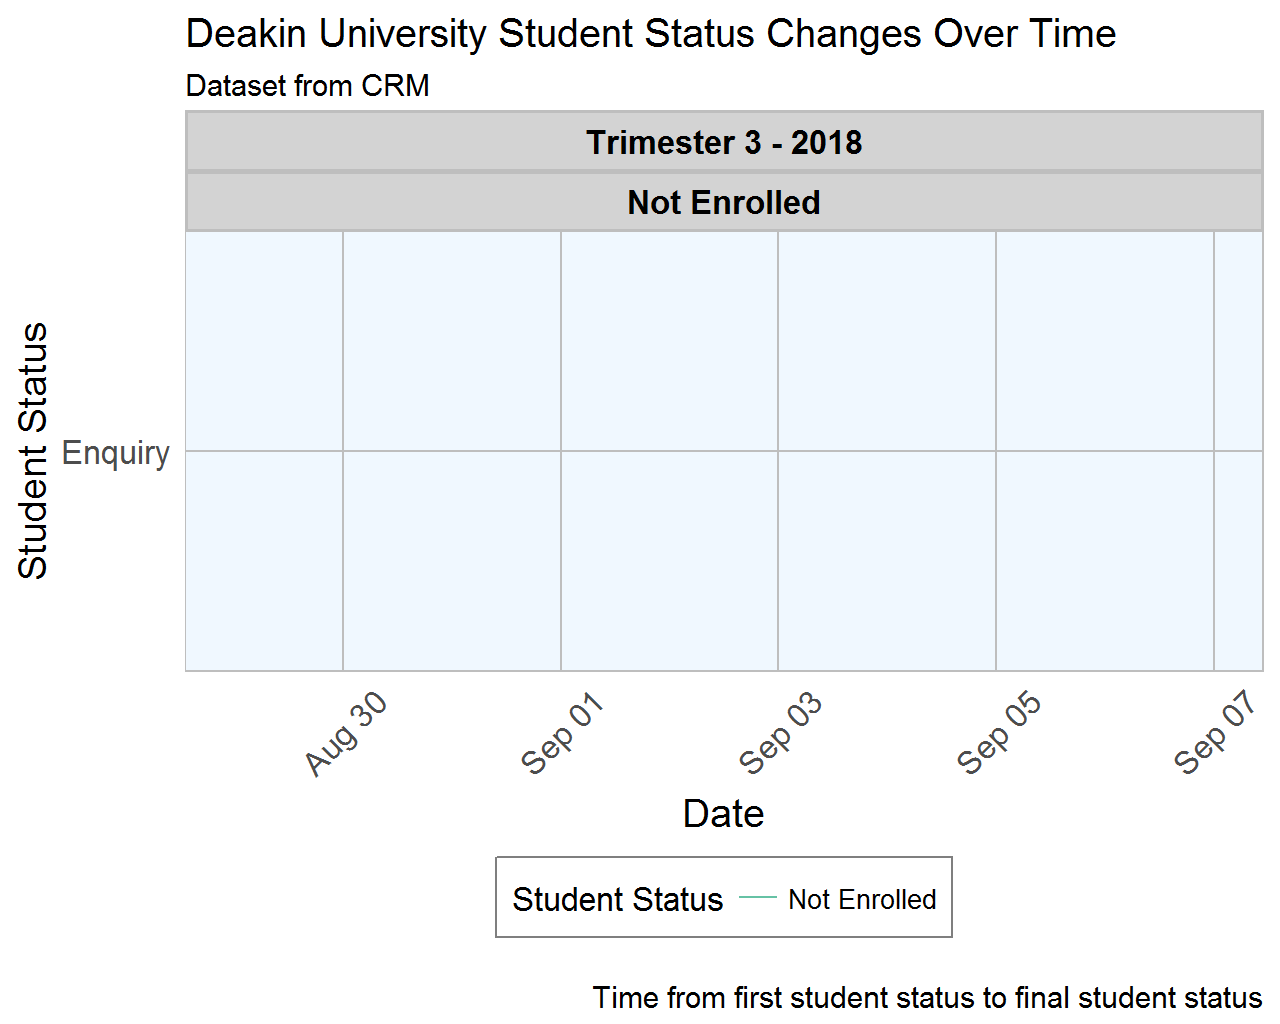 Deakin University Student Status Changes Over Time
Dataset from CRM
Trimester 3 - 2018
Not Enrolled
Student Status
Enquiry
Aug 30
Sep 01
Sep 03
Sep 05
Sep 07
Date
Student Status Not Enrolled
Time from first student status to final student status